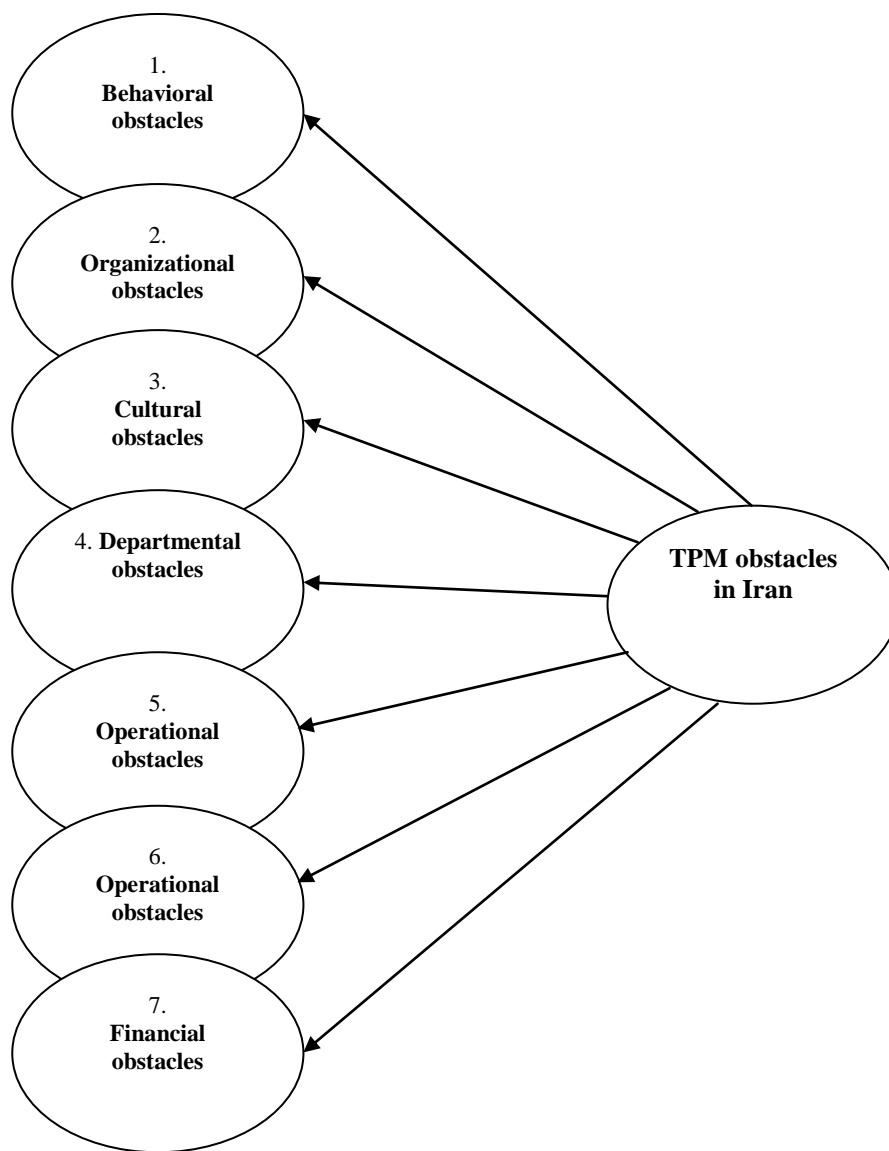 1.
Behavioral
obstacles
2.
Organizational
obstacles
3.
Cultural
obstacles
4. Departmental
obstacles
TPM obstacles
in Iran
5.
Operational
obstacles
6.
Operational
obstacles
7.
Financial
obstacles